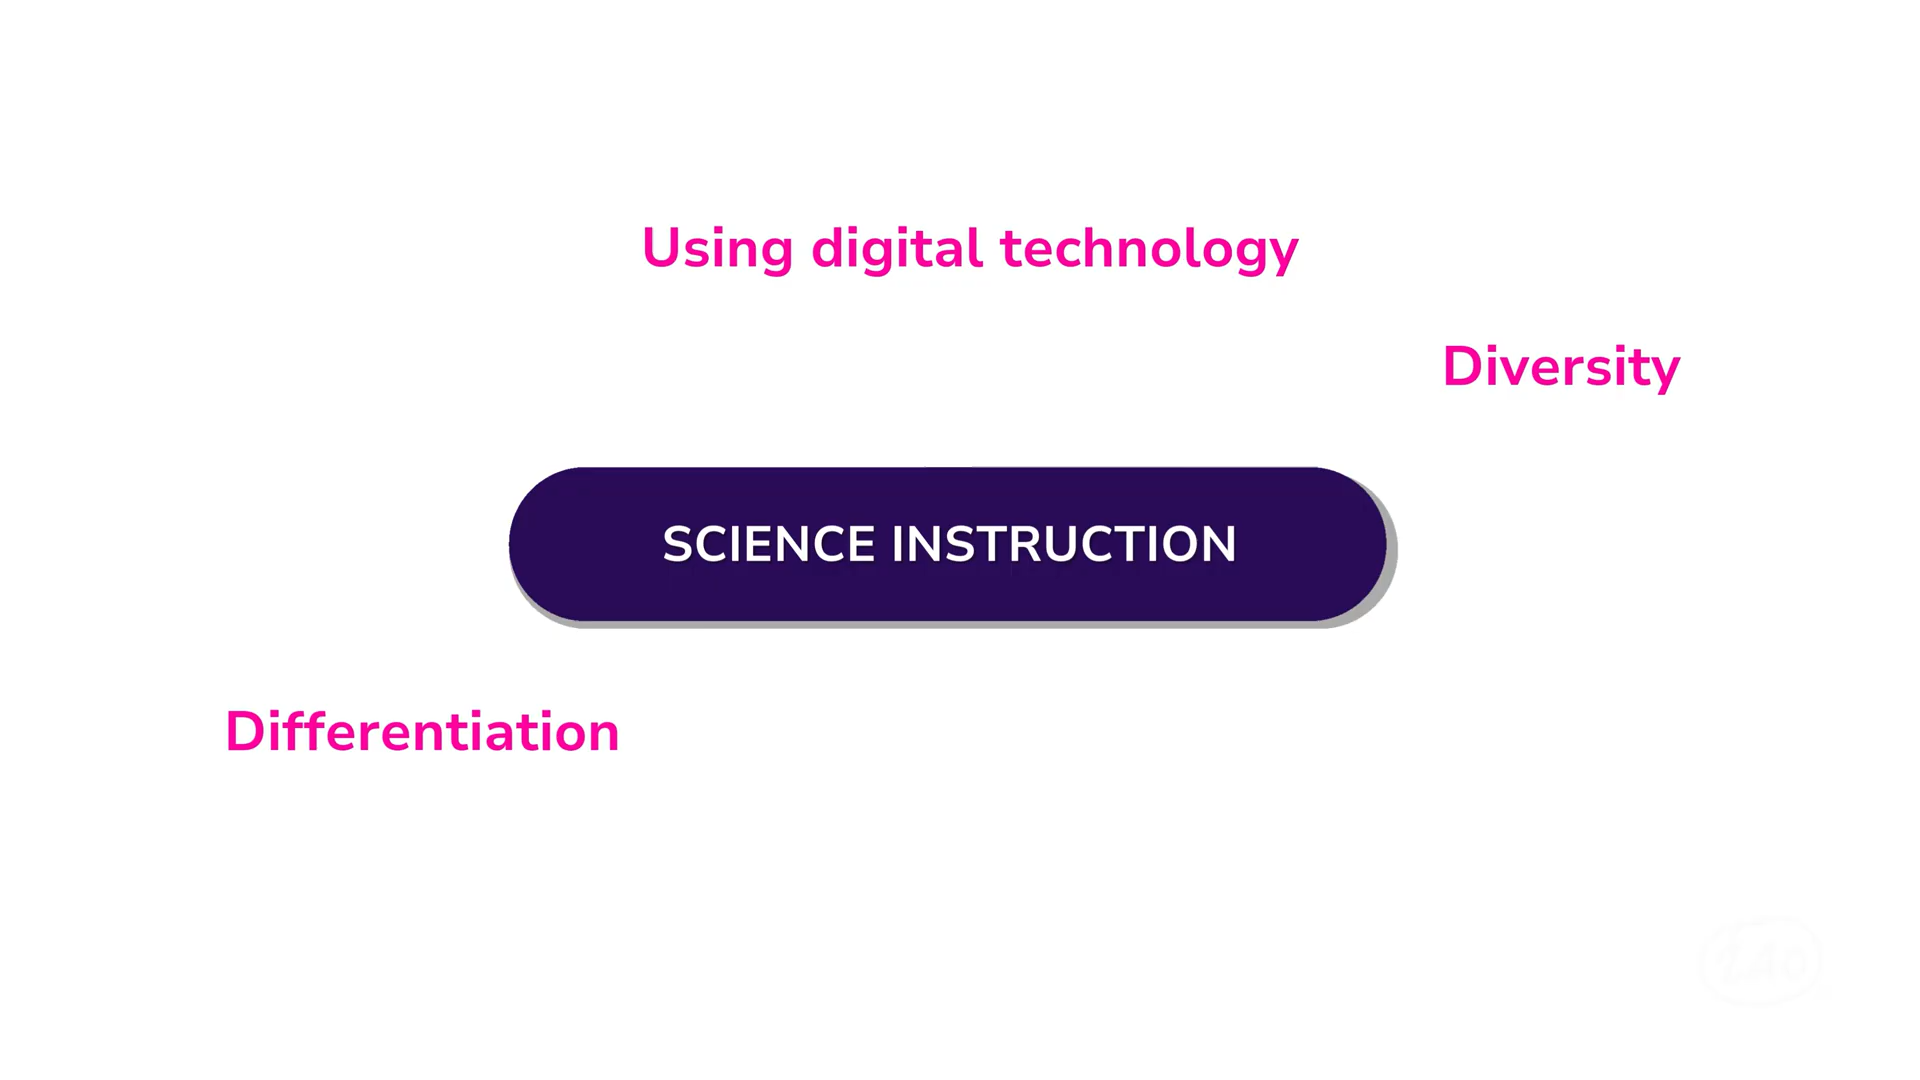 Using digital technology
Diversity
SCIENCE INSTRUCTION
Differentiation